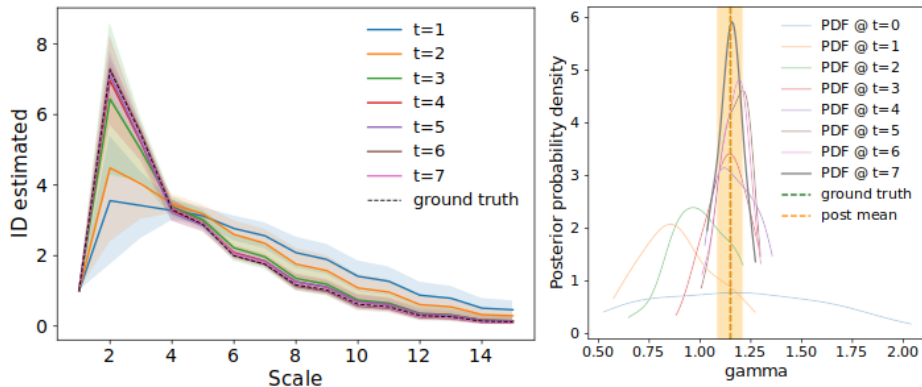 ID estimated
8
6
4
2
0
2
4
6
8
10
12
14
Scale
t=1
t=2
t=3
t=4
t=5
t=6
t=7
ground truth
Posterior probability density
6
5
4
3
2
1
0
0.50
0.75
1.00
1.25
1.50
1.75
2.00
gamma
PDF @ t=0
PDF @ t=1
PDF @ t=2
PDF @ t=3
PDF @ t=4
PDF @ t=5
PDF @ t=6
PDF @ t=7
ground truth
post mean